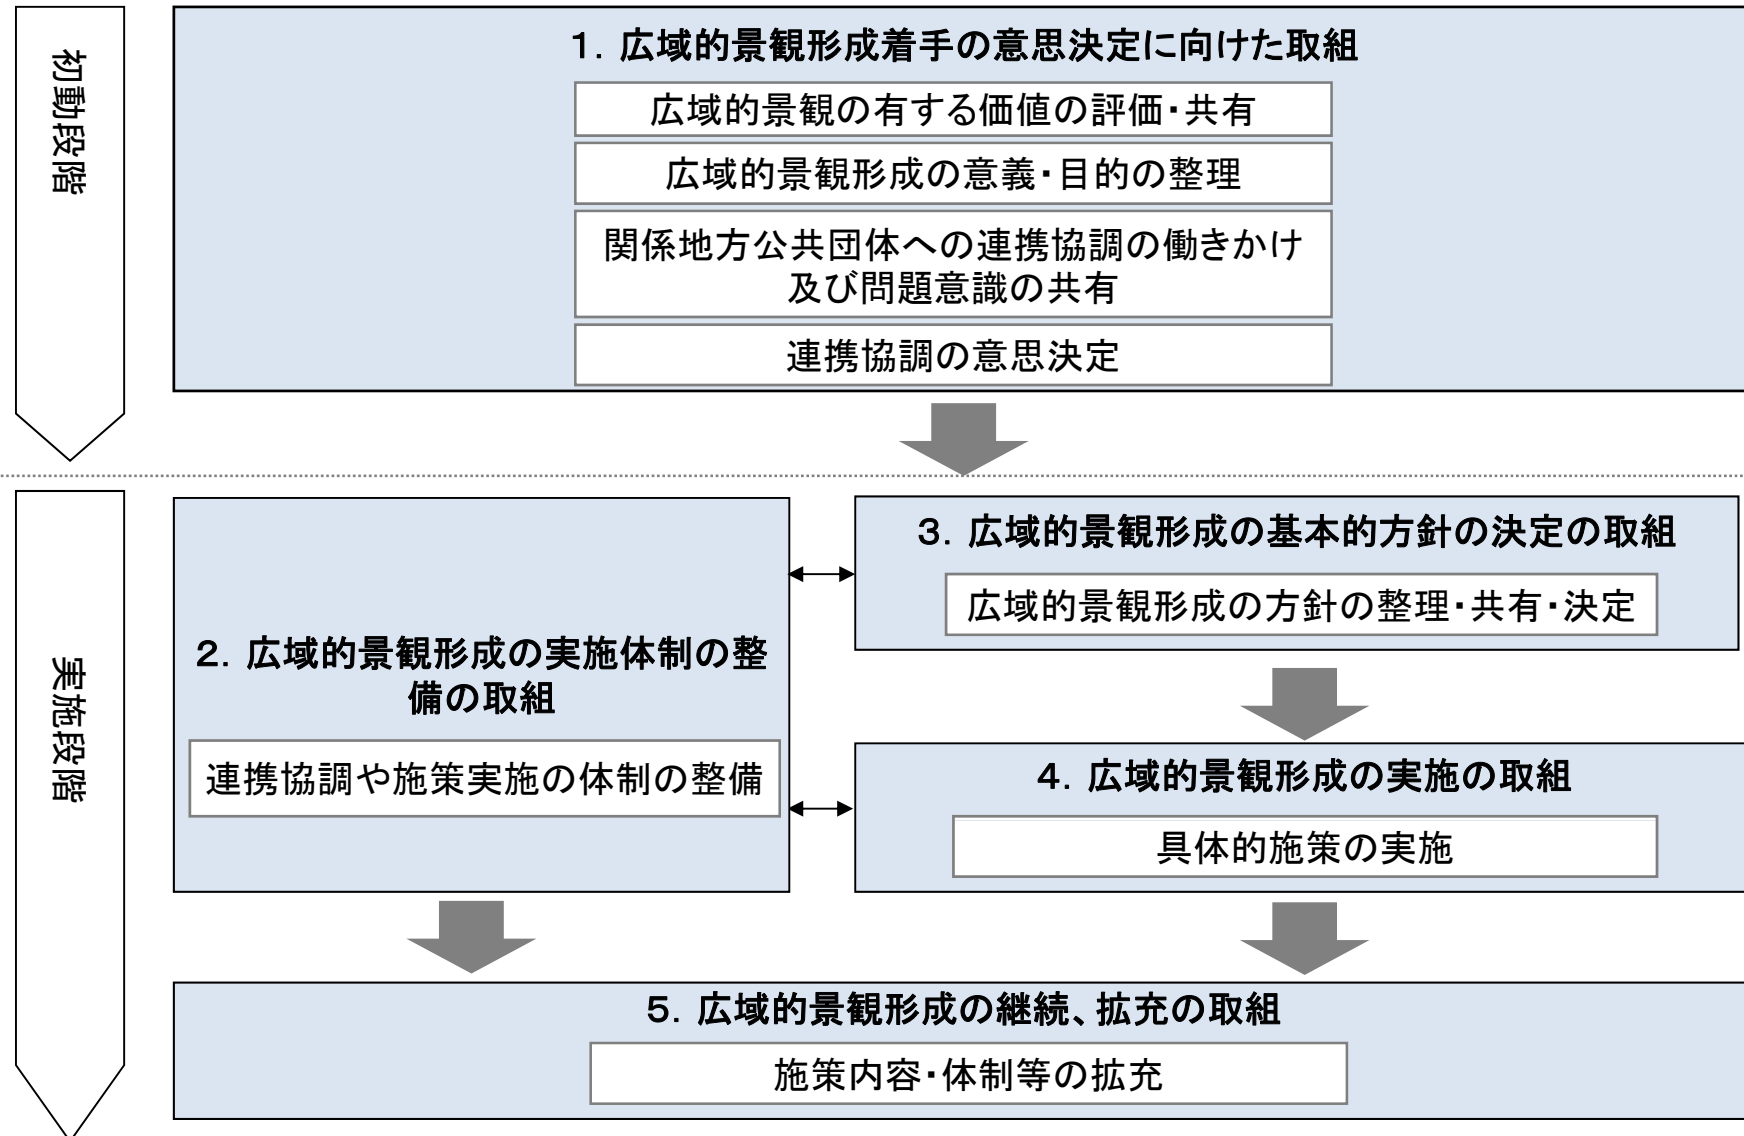 初動段階
1．広域的景観形成着手の意思決定に向けた取組
広域的景観の有する価値の評価・共有
広域的景観形成の意義・目的の整理
関係地方公共団体への連携協調の働きかけ
及び問題意識の共有
連携協調の意思決定
実施段階
2．広域的景観形成の実施体制の整
備の取組
連携協調や施策実施の体制の整備
3．広域的景観形成の基本的方針の決定の取組
広域的景観形成の方針の整理・共有・決定
4．広域的景観形成の実施の取組
具体的施策の実施
5．広域的景観形成の継続、拡充の取組
施策内容・体制等の拡充